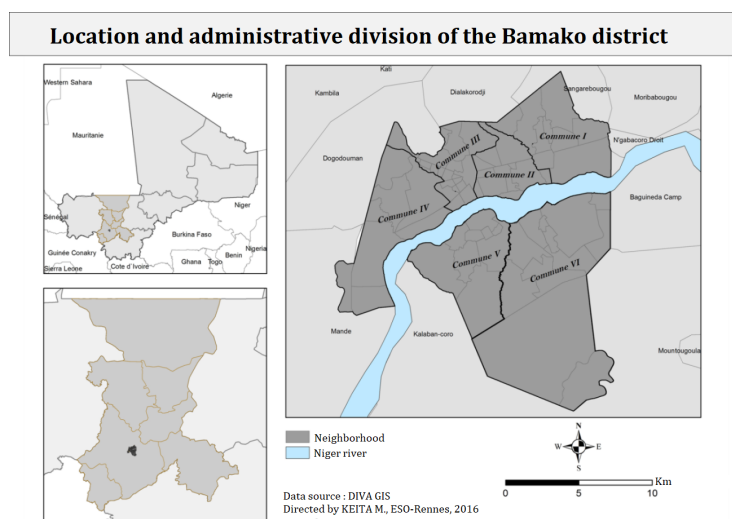 Location and administrative division of the Bamako district
Western Sahara
Algerie
Mauritanie
Niger
Sénégal
Burkina Faso
Guinée Conakry
Nigeria
Benin
Ghana
Togo
Sierra Leone
Cote d'Ivoire
Kati
Kambila
Dialakorodji
Sangarebougou
Moribabougou
N'gabacoro Droit
Dogodouman
Commune I
Commune III
Commune II
Baguineda Camp
Commune IV
Commune V
Commune VI
Mande
Kalaban-coro
Mountougoula
Neighborhood
Niger river
N
W
E
S
Km
0
5
10
Data source : DIVA GIS
Directed by KEITA M., ESO-Rennes, 2016